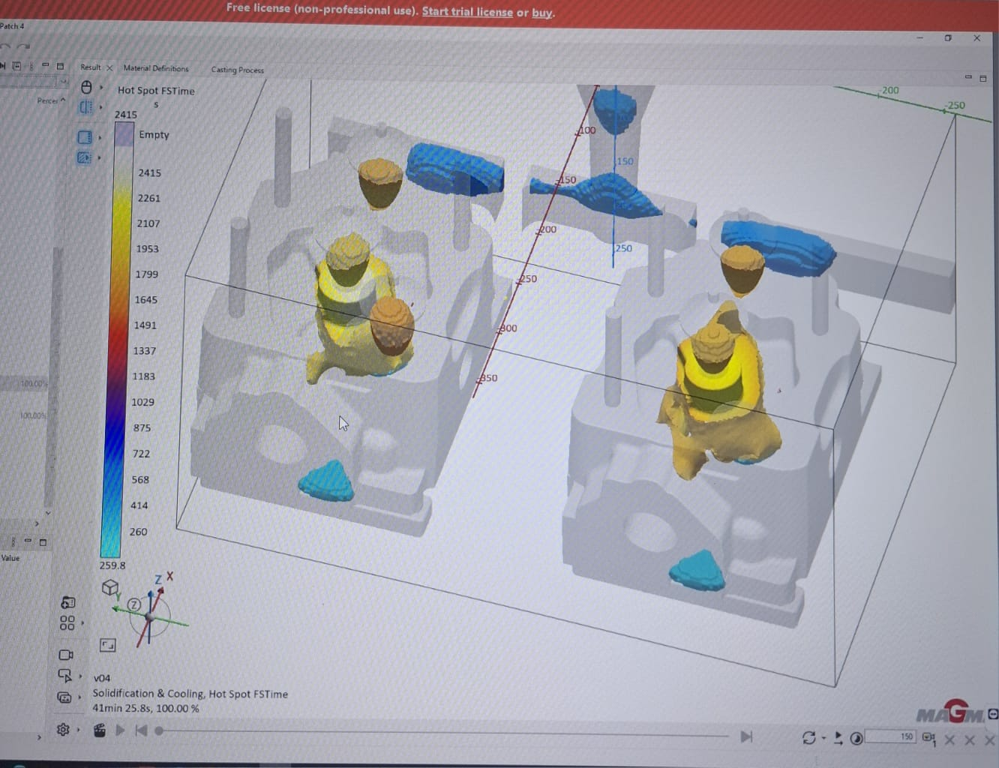 Free license (non-professional use). Start trial license or buy.
Patch 4
Result
Material Definitions
Casting Process
Percer
Hot Spot FSTime
s
2415
Empty
2415
2261
2107
1953
1799
1645
1491
1337
1183
1029
875
722
568
414
260
259.8
-200
-250
100
150
150
200
250
250
300
350
100.00%
100.00%
Value
Z X
Y
Z
v04
Solidification & Cooling, Hot Spot FSTime
41min 25.8s, 100.00 %
MAGM
150
1